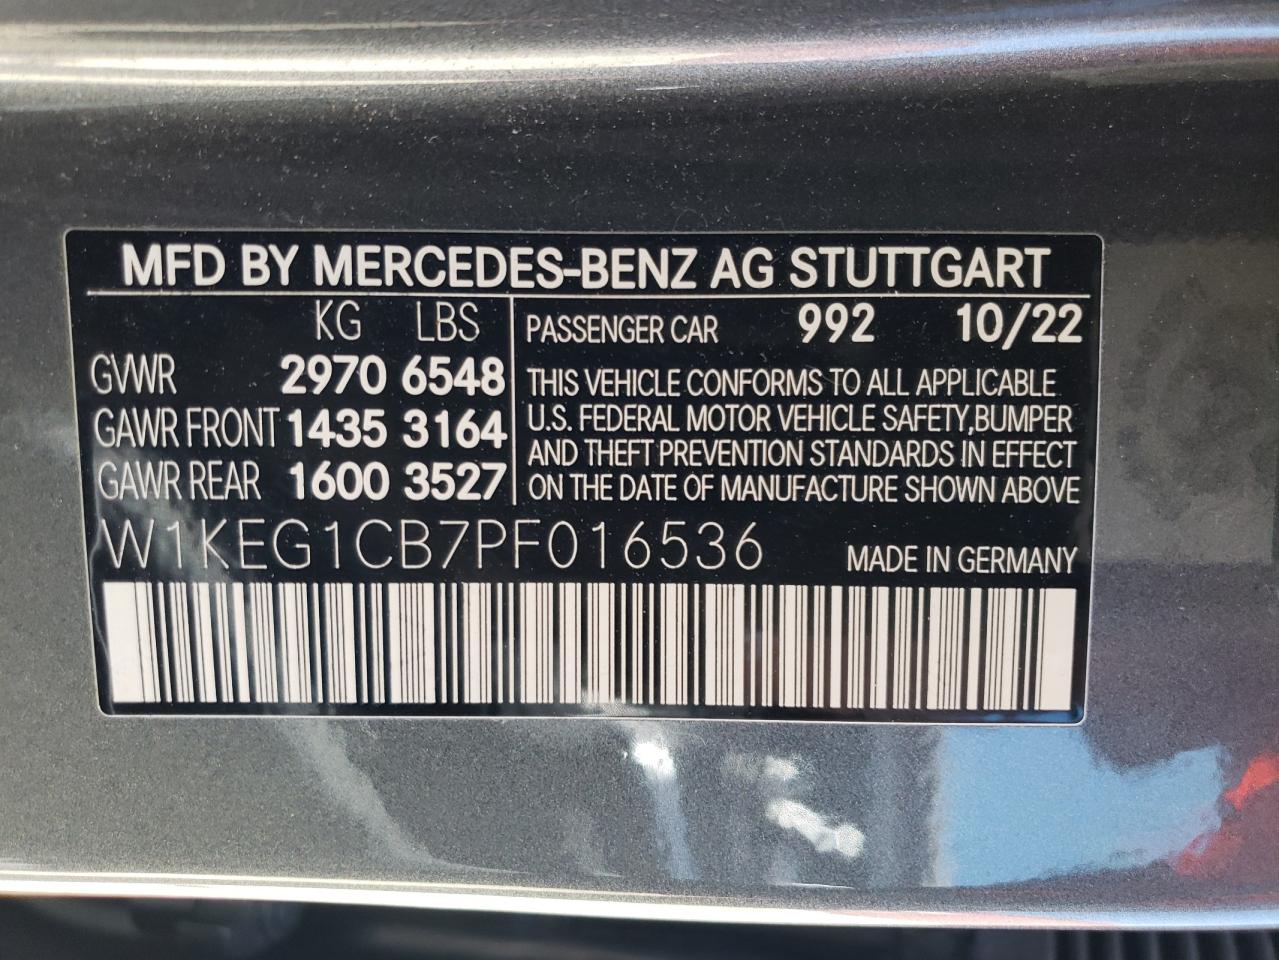 MFD BY MERCEDES-BENZ AG STUTTGART
KG LBS
GVWR 2970 6548
GAWR FRONT 1435 3164
GAWR REAR 1600 3527
PASSENGER CAR 992 10/22
THIS VEHICLE CONFORMS TO ALL APPLICABLE
U.S. FEDERAL MOTOR VEHICLE SAFETY,BUMPER
AND THEFT PREVENTION STANDARDS IN EFFECT
ON THE DATE OF MANUFACTURE SHOWN ABOVE
W1KEG1CB7PF016536
MADE IN GERMANY